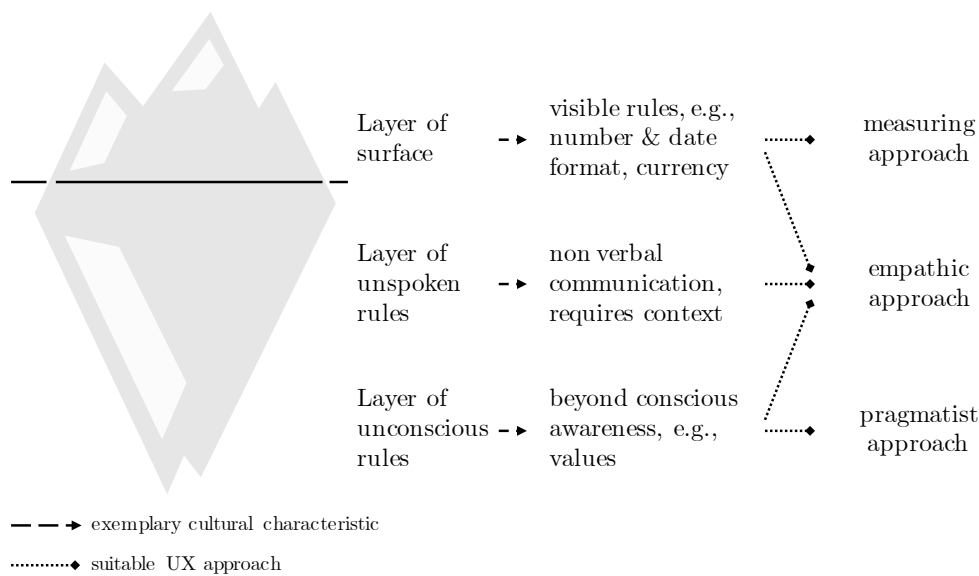 Layer of
surface
visible rules, e.g.,
number & date
format, currency
measuring
approach
Layer of
unspoken
rules
non verbal
communication,
requires context
empathic
approach
Layer of
unconscious
rules
beyond conscious
awareness, e.g.,
values
pragmatist
approach
exemplary cultural characteristic
suitable UX approach